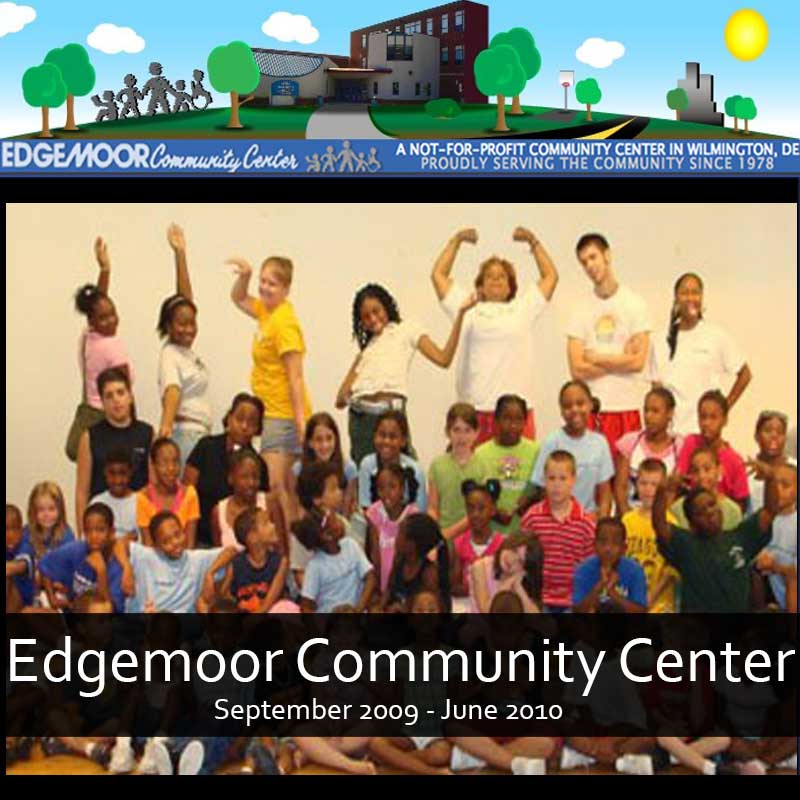 EDGEMOOR Community Center
A NOT-FOR-PROFIT COMMUNITY CENTER IN WILMINGTON, DE
PROUDLY SERVING THE COMMUNITY SINCE 1978
Edgemoor Community Center
September 2009 - June 2010